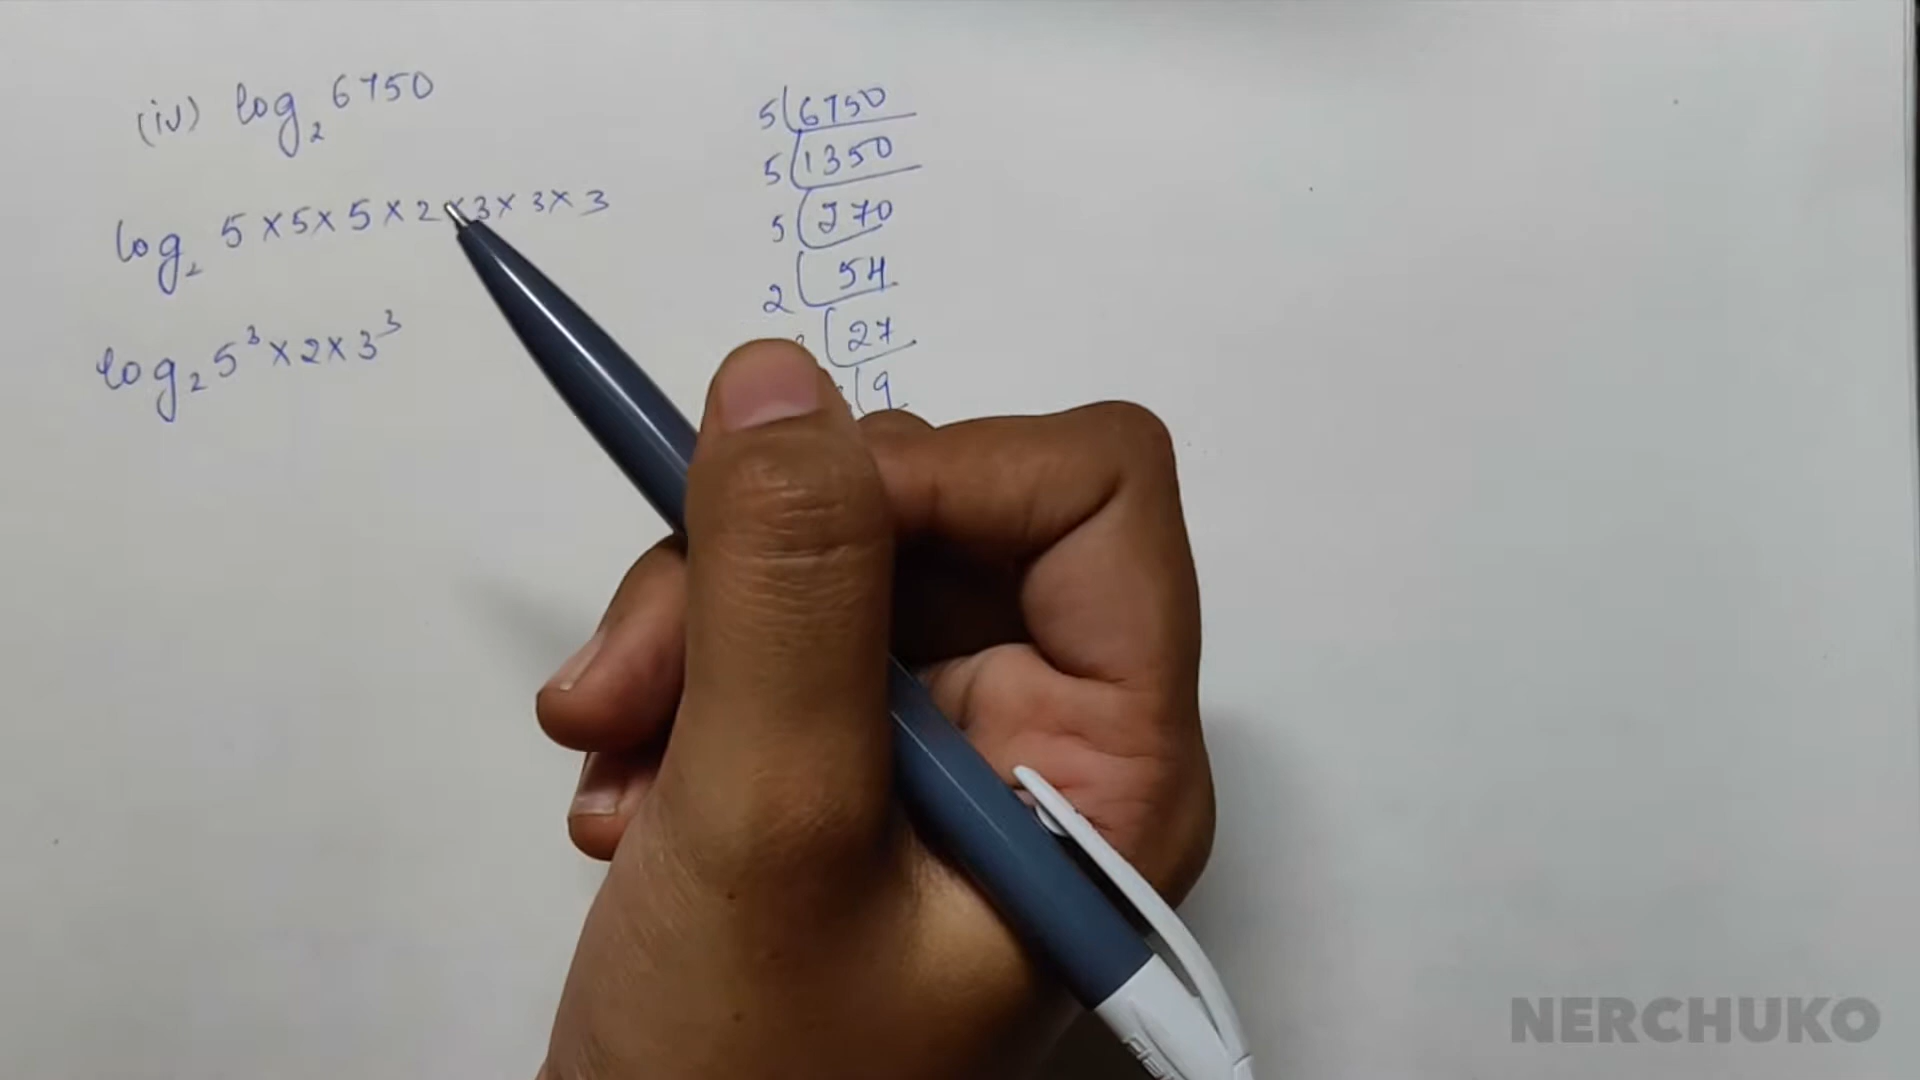 (iv) log₂ 6750
log₂ 5 × 5 × 5 × 2 × 3 × 3 × 3
log₂ 5³ × 2 × 3³
5 6750
5 1350
5 270
2 54
27
9
NERCHUKO